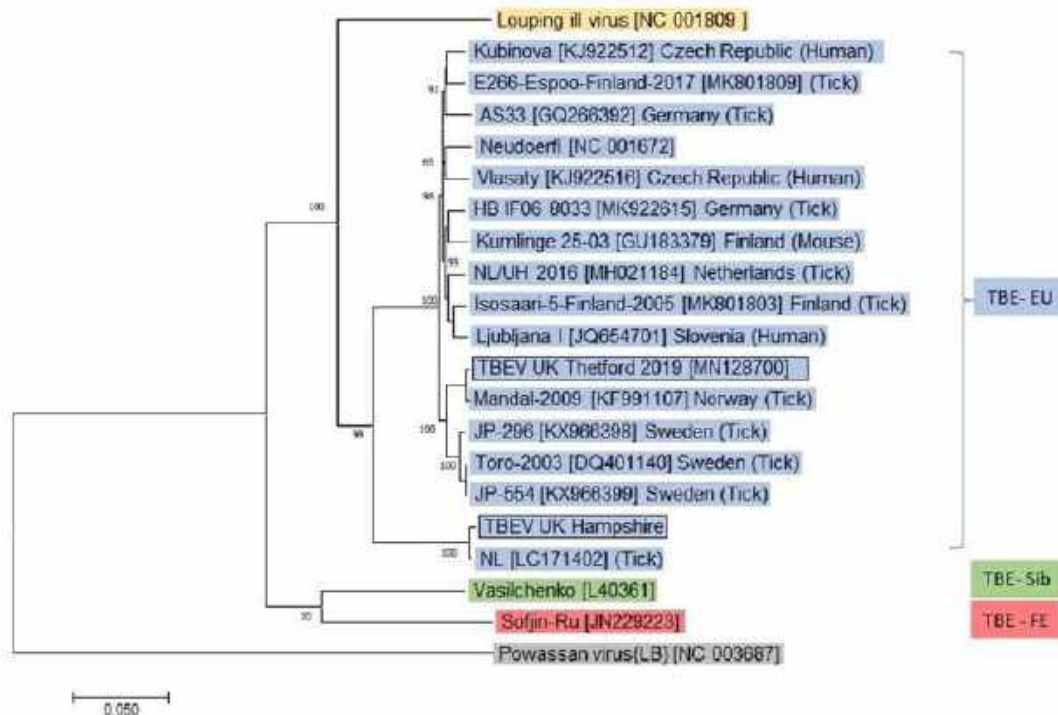 Louping ill virus [NC 001809 ]
Kubinova [KJ922512] Czech Republic (Human)
E266-Espoo-Finland-2017 [MK801809] (Tick)
AS33 [GQ266392] Germany (Tick)
Neudoerfl [NC 001672]
Vlasaty [KJ922516] Czech Republic (Human)
HB IF06 8033 [MK922615] Germany (Tick)
Kumlinge 25-03 [GU183379] Finland (Mouse)
NL/UH 2016 [MH021184] Netherlands (Tick)
Isosaari-5-Finland-2005 [MK801803] Finland (Tick)
Ljubljana I [JQ654701] Slovenia (Human)
TBEV UK Thetford 2019 [MN128700]
Mandal-2009 [KF991107] Norway (Tick)
JP-296 [KX966398] Sweden (Tick)
Toro-2003 [DQ401140] Sweden (Tick)
JP-554 [KX966399] Sweden (Tick)
TBEV UK Hampshire
NL [LC171402] (Tick)
Vasilchenko [L40361]
Sofjin-Ru [JN229223]
Powassan virus(LB) [NC 003687]
TBE- EU
TBE- Sib
TBE - FE
100
98
95
100
99
100
100
100
0.050